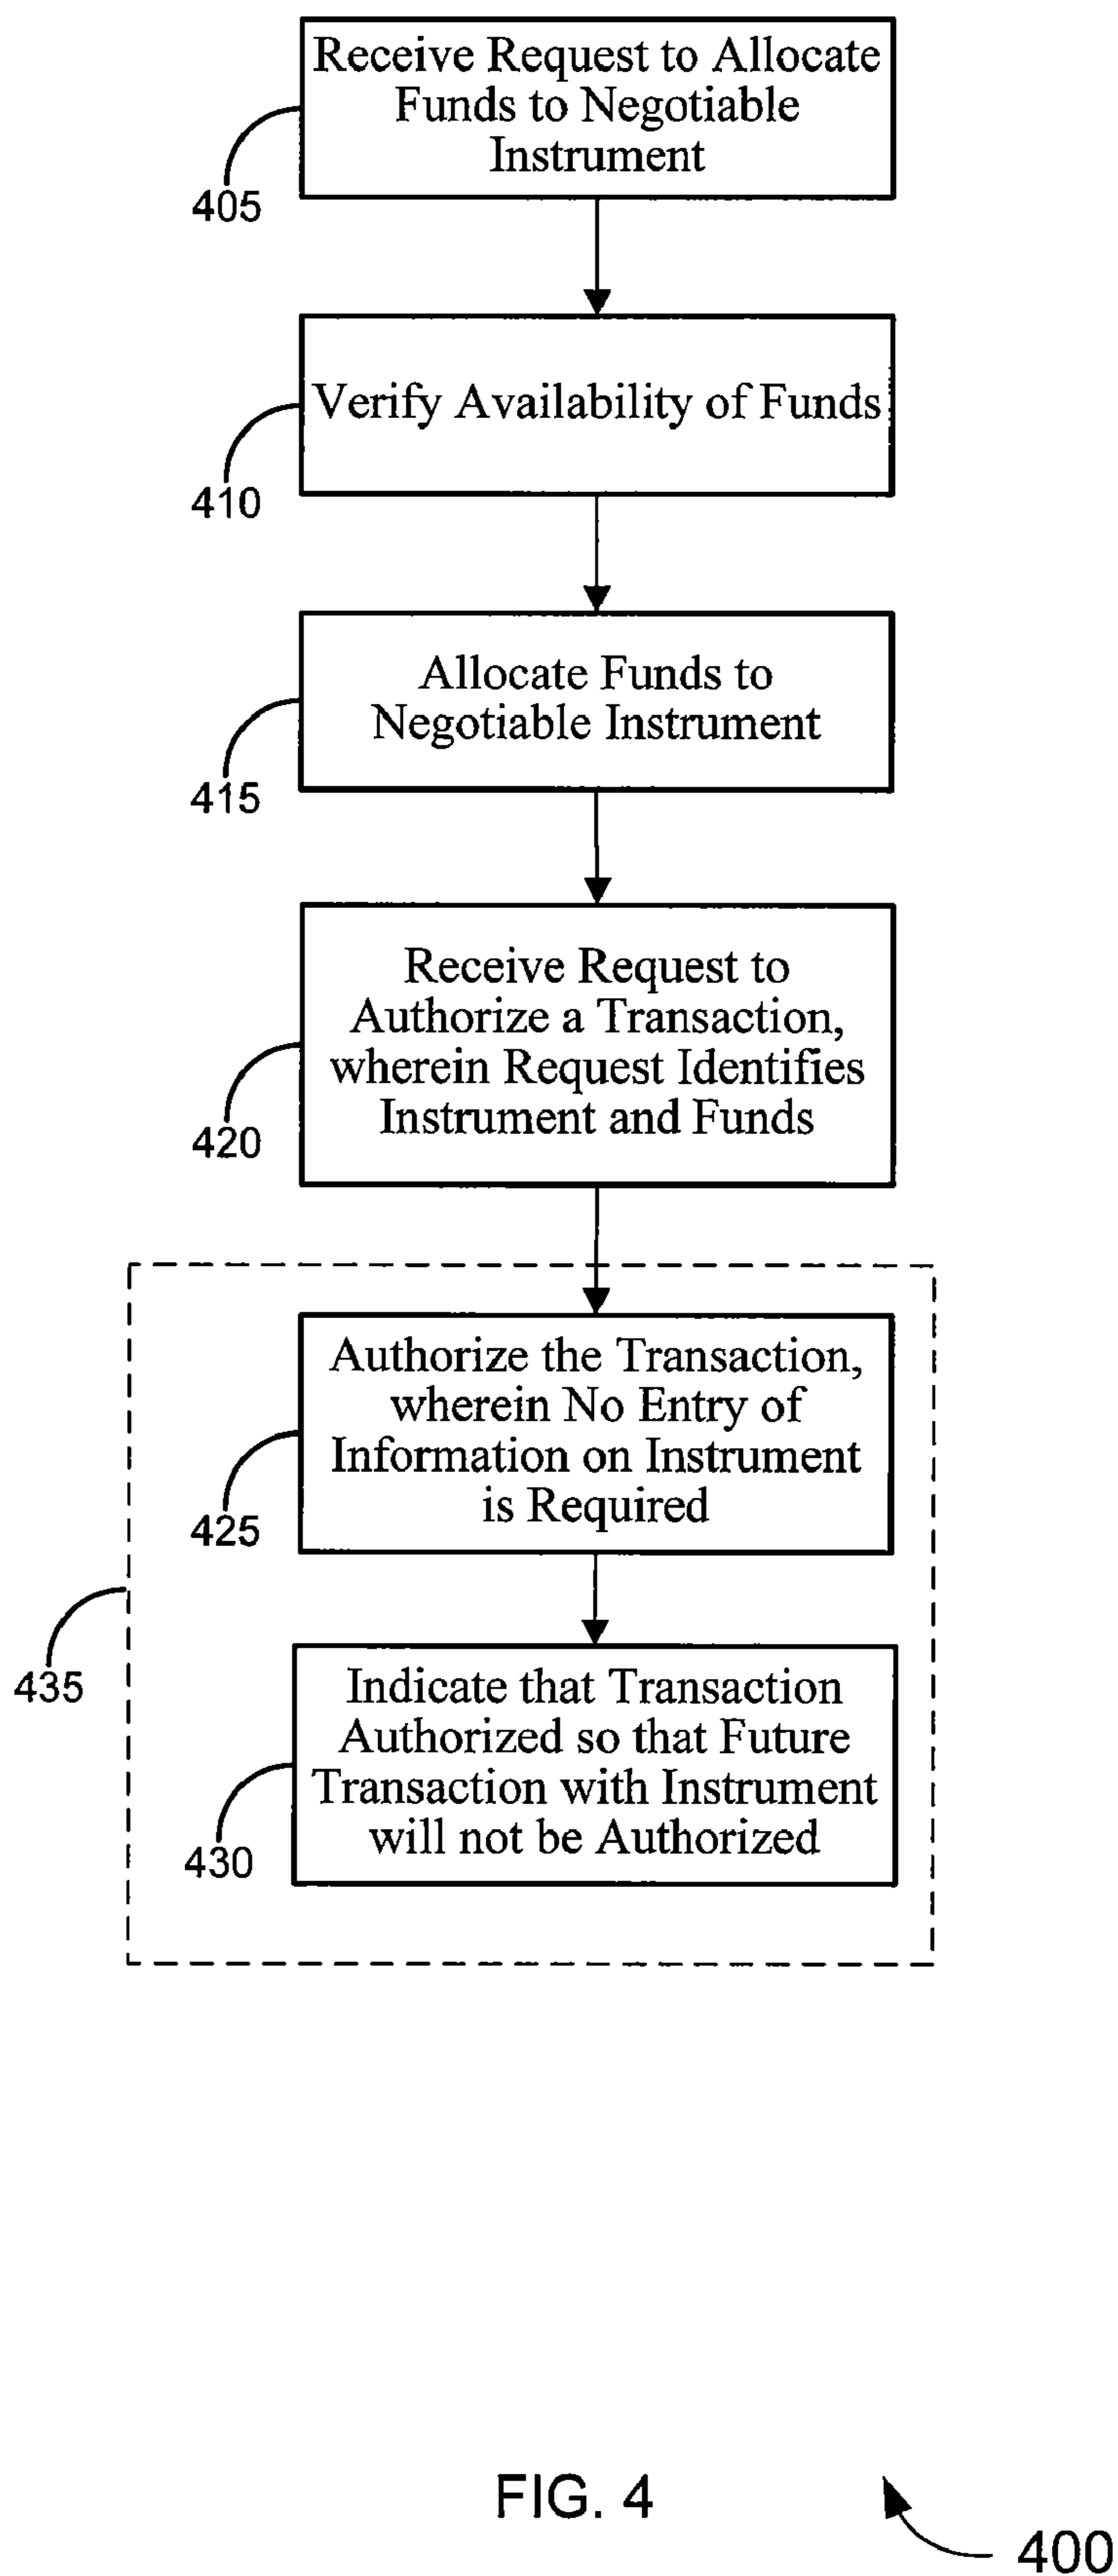 Receive Request to Allocate
Funds to Negotiable
Instrument
405
Verify Availability of Funds
410
Allocate Funds to
Negotiable Instrument
415
Receive Request to
Authorize a Transaction,
wherein Request Identifies
Instrument and Funds
420
Authorize the Transaction,
wherein No Entry of
Information on Instrument
is Required
425
435
Indicate that Transaction
Authorized so that Future
Transaction with Instrument
will not be Authorized
430
FIG. 4
400